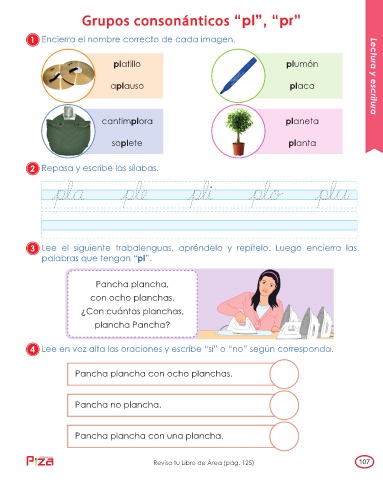 Grupos consonánticos “pl”, “pr”
1 Encierra el nombre correcto de cada imagen.
platillo
aplauso
plumón
placa
cantimplora
soplete
planeta
planta
Lectura y escritura
2 Repasa y escribe las sílabas.
pla ple pli plo plu
3 Lee el siguiente trabalenguas, apréndelo y repítelo. Luego encierra las
palabras que tengan “pl”.
Pancha plancha,
con ocho planchas.
¿Con cuántas planchas,
plancha Pancha?
4 Lee en voz alta las oraciones y escribe “sí” o “no” según corresponda.
Pancha plancha con ocho planchas.
Pancha no plancha.
Pancha plancha con una plancha.
Revisa tu Libro de Área (pág. 125)
107